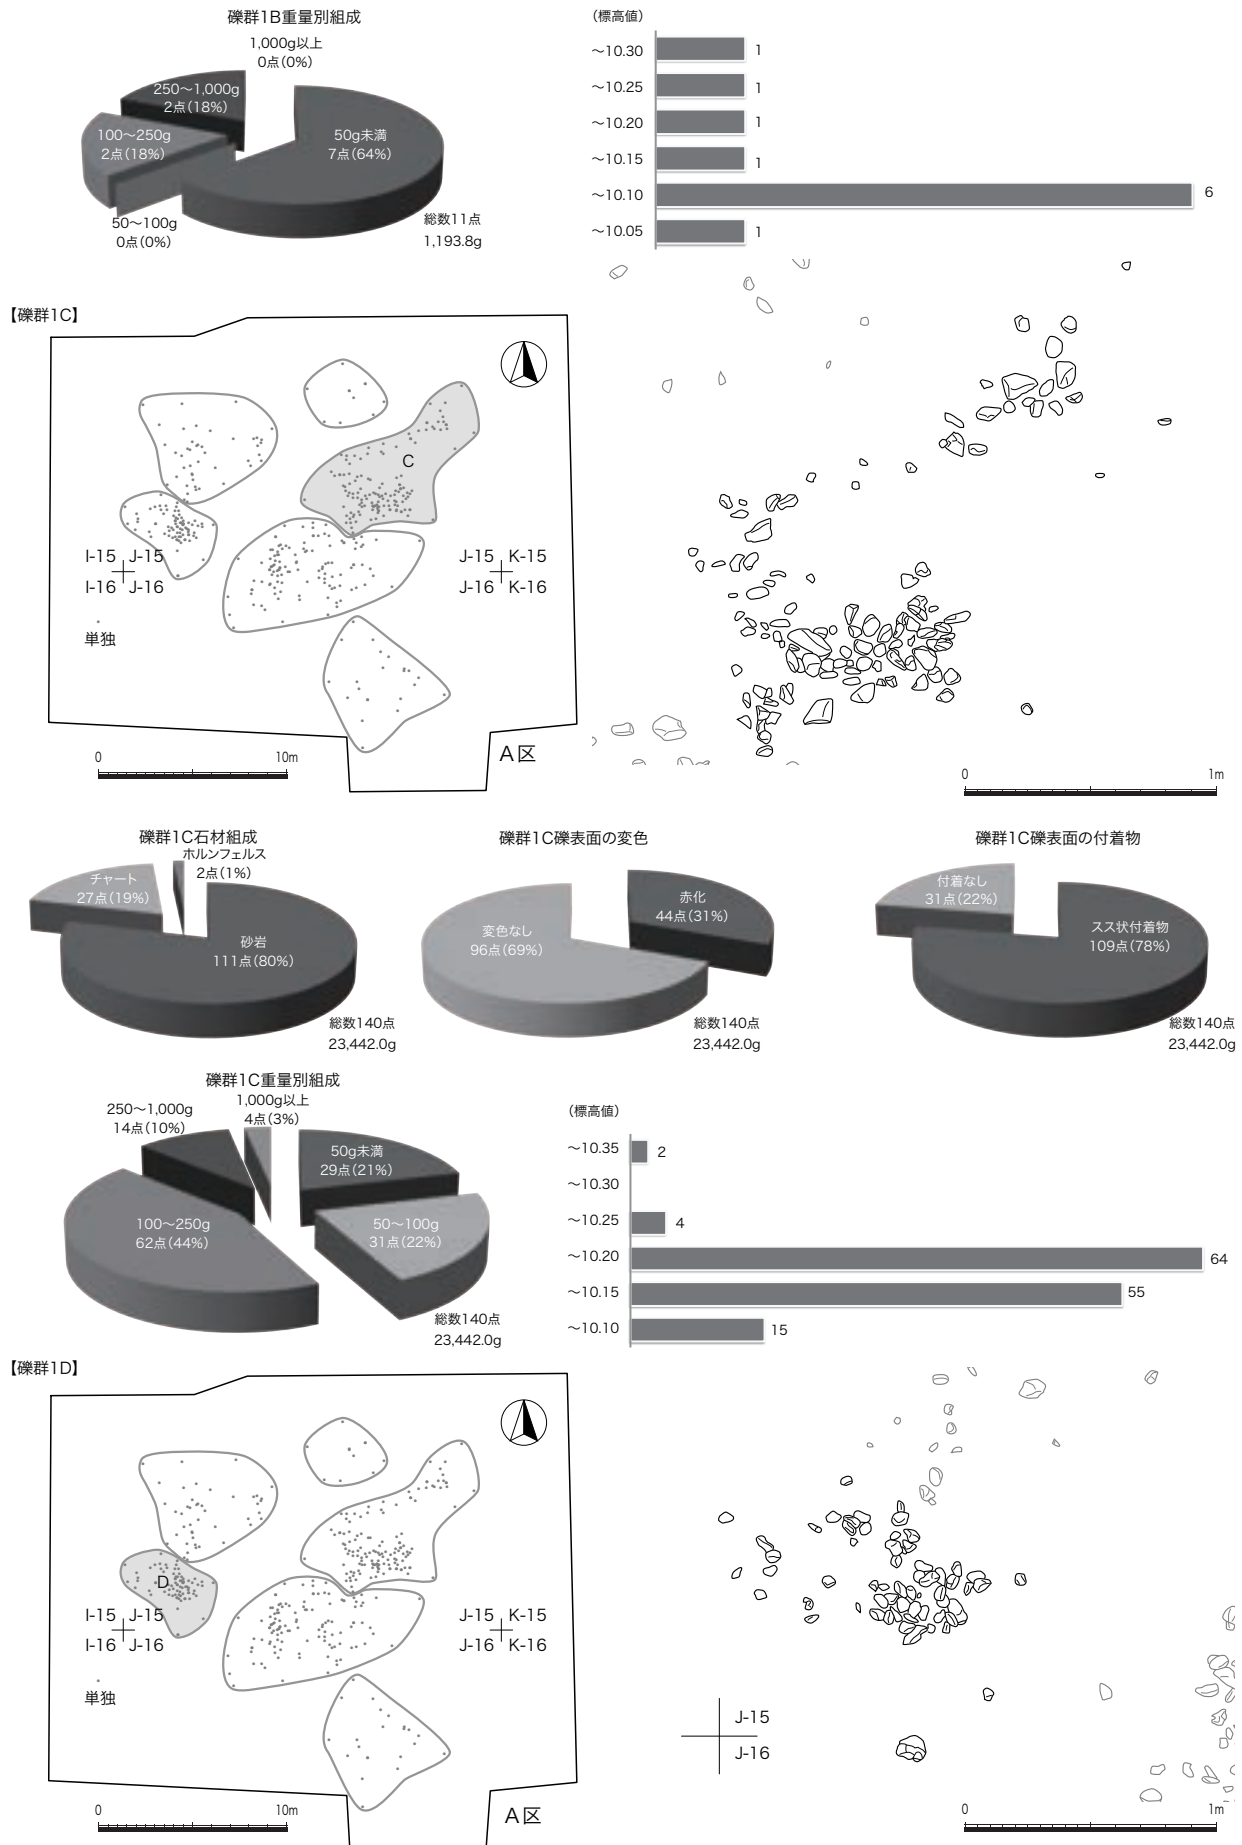 礫群1B重量別組成
1,000g以上
0点(0%)
250～1,000g
2点(18%)
100～250g
2点(18%)
50g未満
7点(64%)
50～100g
0点(0%)
総数11点
1,193.8g
(標高値)
～10.30
1
～10.25
1
～10.20
1
～10.15
1
～10.10
6
～10.05
1
【礫群1C】
C
I-15 J-15
I-16 J-16
J-15 K-15
J-16 K-16
単独
A区
0 10m
0 1m
礫群1C石材組成
ホルンフェルス
2点(1%)
チャート
27点(19%)
砂岩
111点(80%)
総数140点
23,442.0g
礫群1C礫表面の変色
赤化
44点(31%)
変色なし
96点(69%)
総数140点
23,442.0g
礫群1C礫表面の付着物
付着なし
31点(22%)
スス状付着物
109点(78%)
総数140点
23,442.0g
礫群1C重量別組成
1,000g以上
4点(3%)
250～1,000g
14点(10%)
50g未満
29点(21%)
100～250g
62点(44%)
50～100g
31点(22%)
総数140点
23,442.0g
(標高値)
～10.35
2
～10.30
～10.25
4
～10.20
64
～10.15
55
～10.10
15
【礫群1D】
D
I-15 J-15
I-16 J-16
J-15 K-15
J-16 K-16
単独
A区
0 10m
J-15
J-16
0 1m